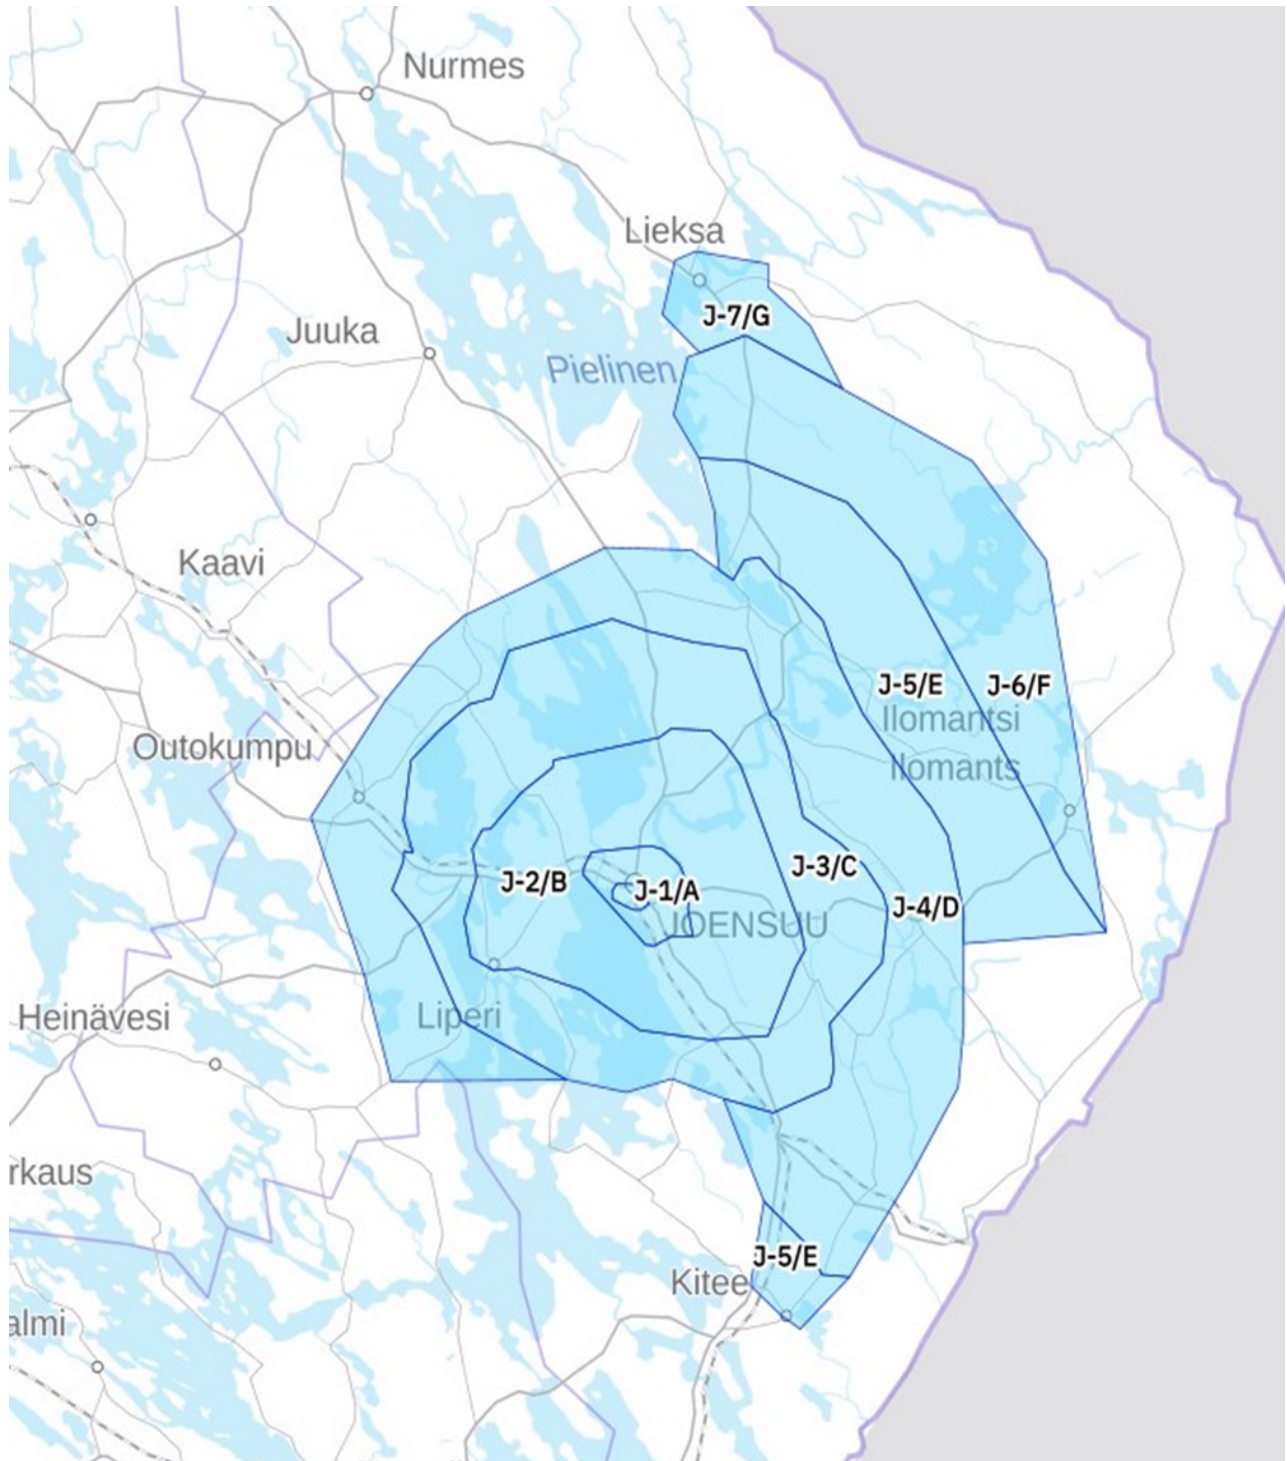 Nurmes
Lieksa
J-7/G
Juuka
Pielinen
Kaavi
J-5/E
J-6/F
Ilomantsi
Outokumpu
Ilomants
J-3/C
J-2/B
J-1/A
J-4/D
JOENSUU
Heinävesi
Liperi
rkaus
J-5/E
Kitee
almi